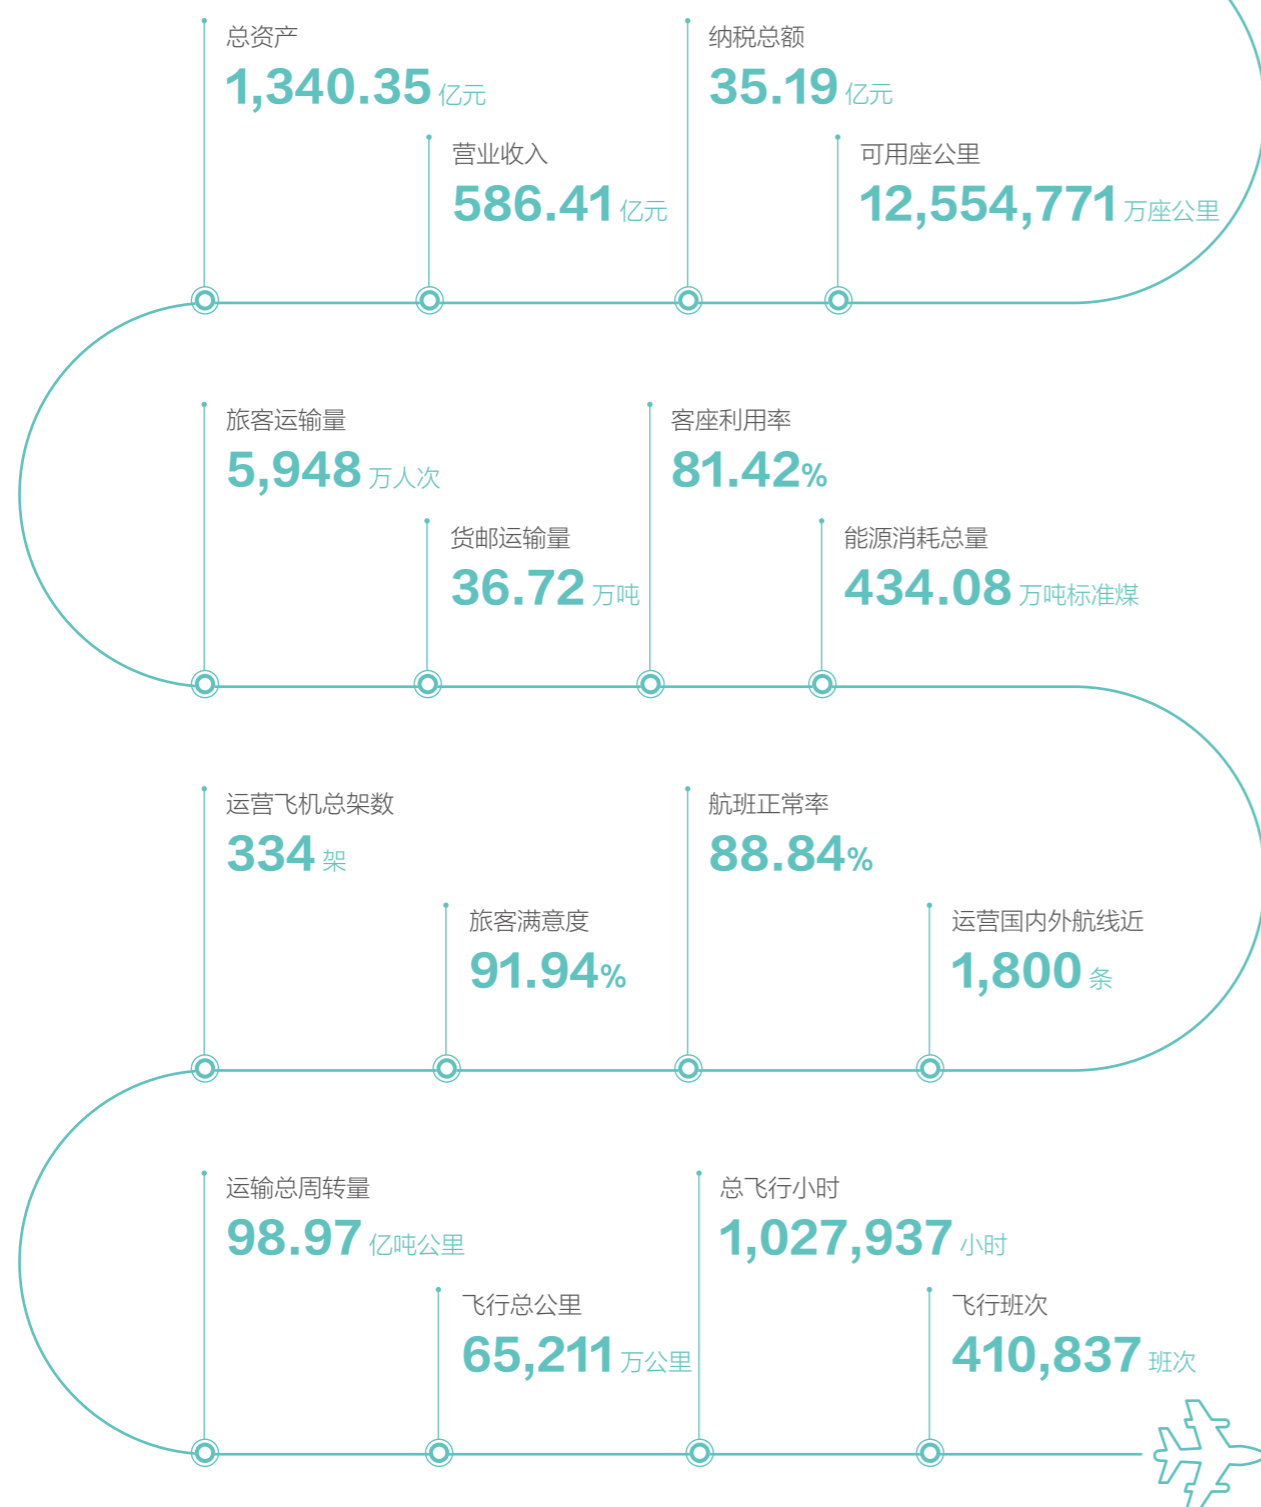 总资产
1,340.35 亿元
纳税总额
35.19 亿元
营业收入
586.41 亿元
可用座公里
12,554,771 万座公里
旅客运输量
5,948 万人次
客座利用率
81.42%
货邮运输量
36.72 万吨
能源消耗总量
434.08 万吨标准煤
运营飞机总架数
334 架
航班正常率
88.84%
旅客满意度
91.94%
运营国内外航线近
1,800 条
运输总周转量
98.97 亿吨公里
总飞行小时
1,027,937 小时
飞行总公里
65,211 万公里
飞行班次
410,837 班次